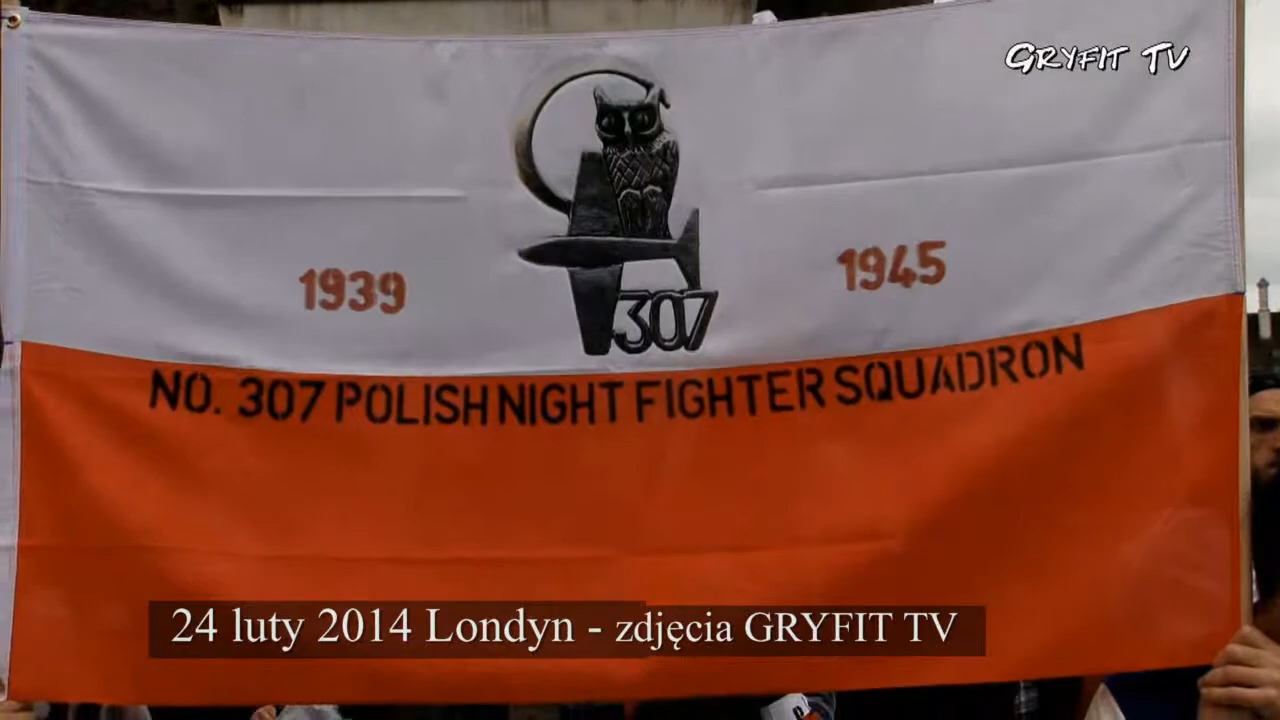 GRYFIT TV
1939
1945
307
NO. 307 POLISH NIGHT FIGHTER SQUADRON
24 luty 2014 Londyn - zdjęcia GRYFIT TV